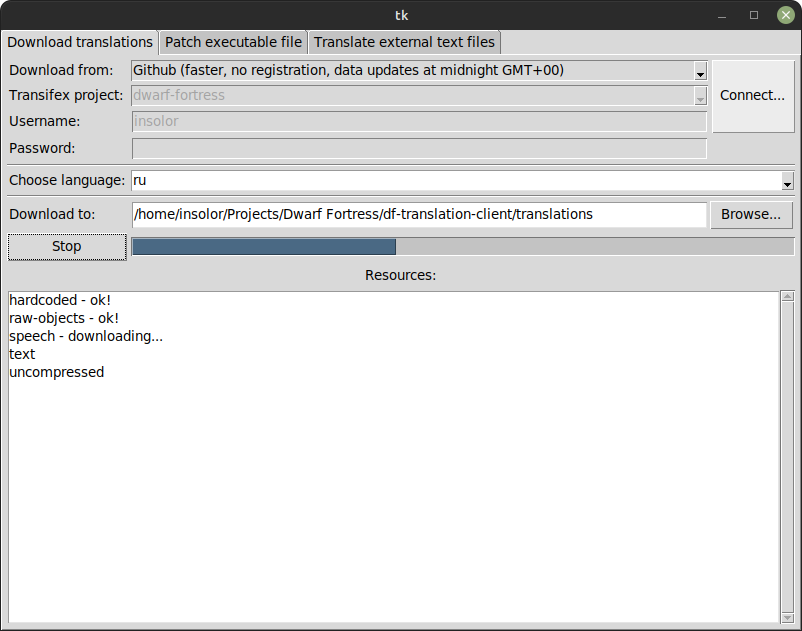 tk
Download translations Patch executable file Translate external text files
Download from: Github (faster, no registration, data updates at midnight GMT+00)
Transifex project: dwarf-fortress
Connect...
Username: insolor
Password:
Choose language: ru
Download to: /home/insolor/Projects/Dwarf Fortress/df-translation-client/translations Browse...
Stop
Resources:
hardcoded - ok!
raw-objects - ok!
speech - downloading...
text
uncompressed